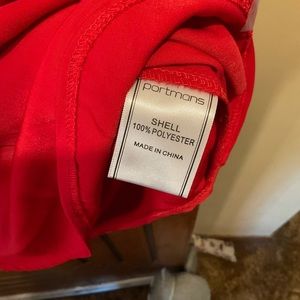 portmans
SHELL
100% POLYESTER
MADE IN CHINA